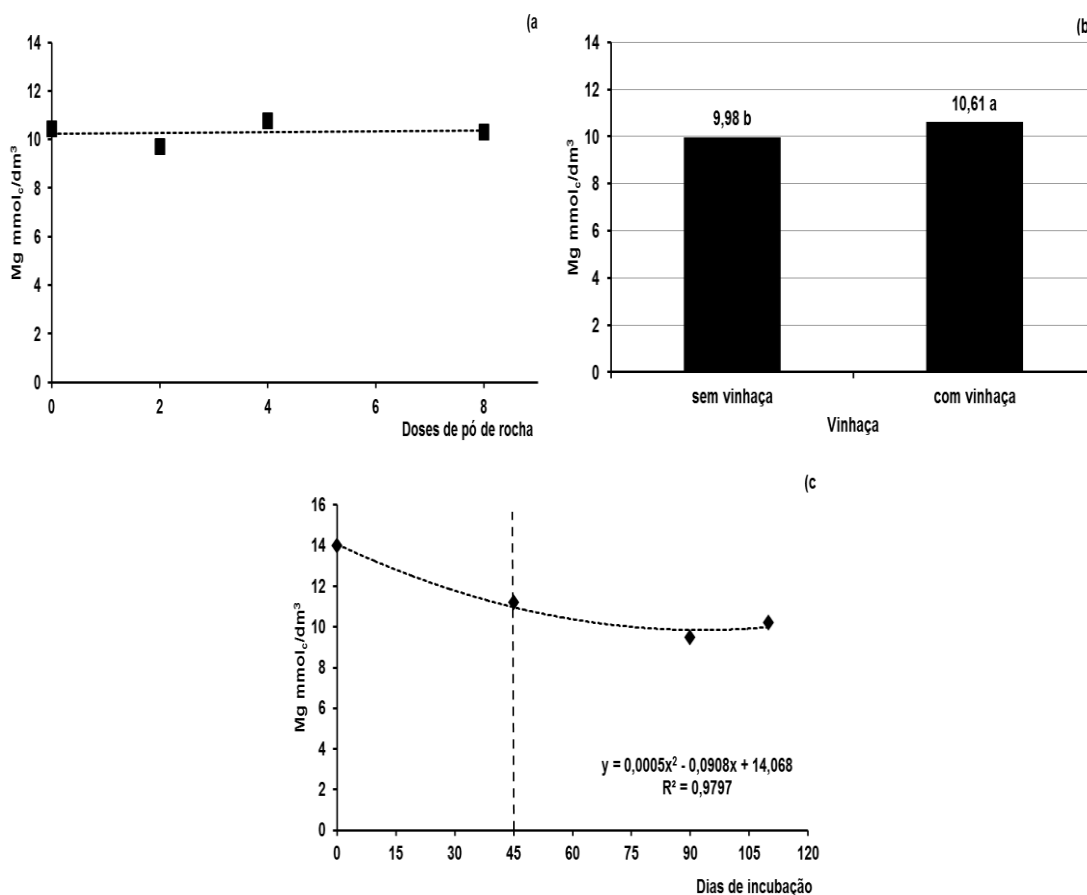 (a
14
12
10
8
6
4
2
0
Mg mmolc/dm³
0 2 4 6 8
Doses de pó de rocha
(b
14
12
10
8
6
4
2
0
Mg mmolc/dm³
9,98 b
10,61 a
sem vinhaça com vinhaça
Vinhaça
(c
16
14
12
10
8
6
4
2
0
Mg mmolc/dm³
y = 0,0005x² - 0,0908x + 14,068
R² = 0,9797
0 15 30 45 60 75 90 105 120
Dias de incubação